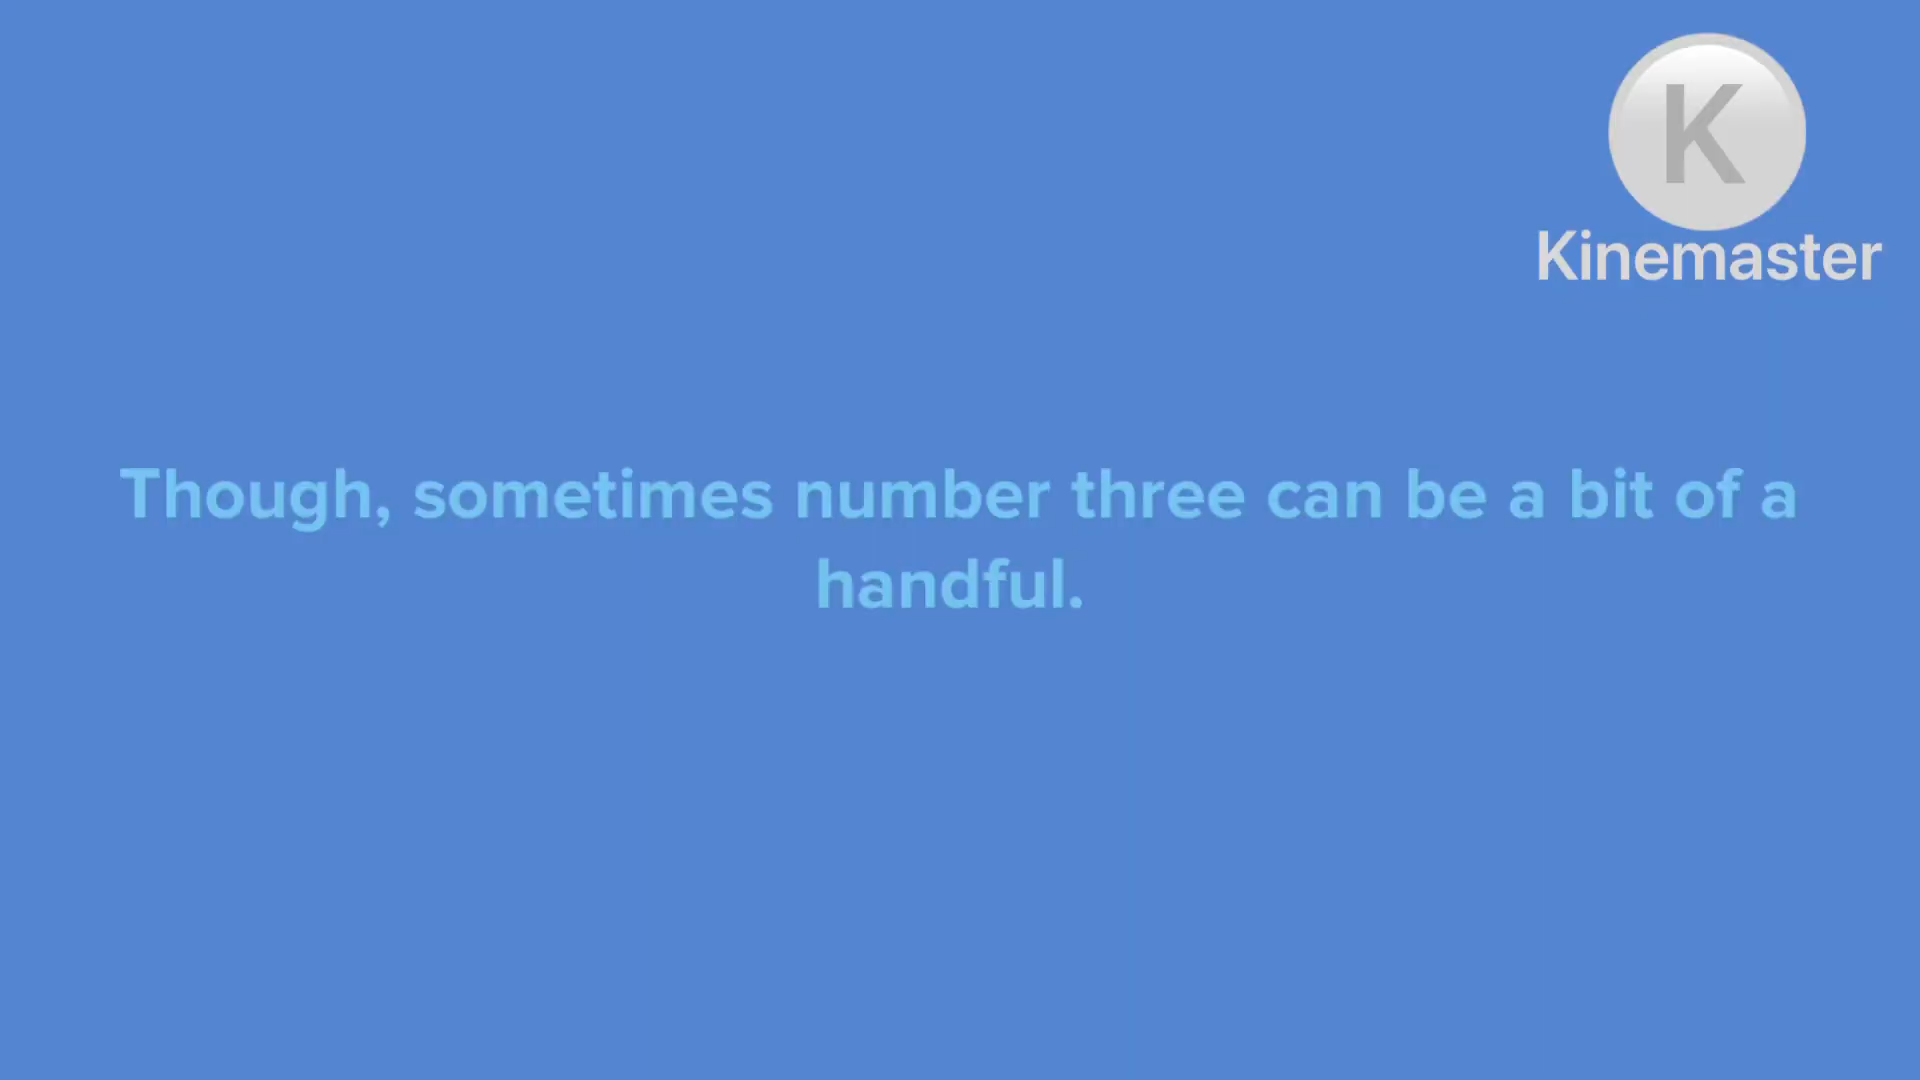 K
Kinemaster
Though, sometimes number three can be a bit of a
handful.